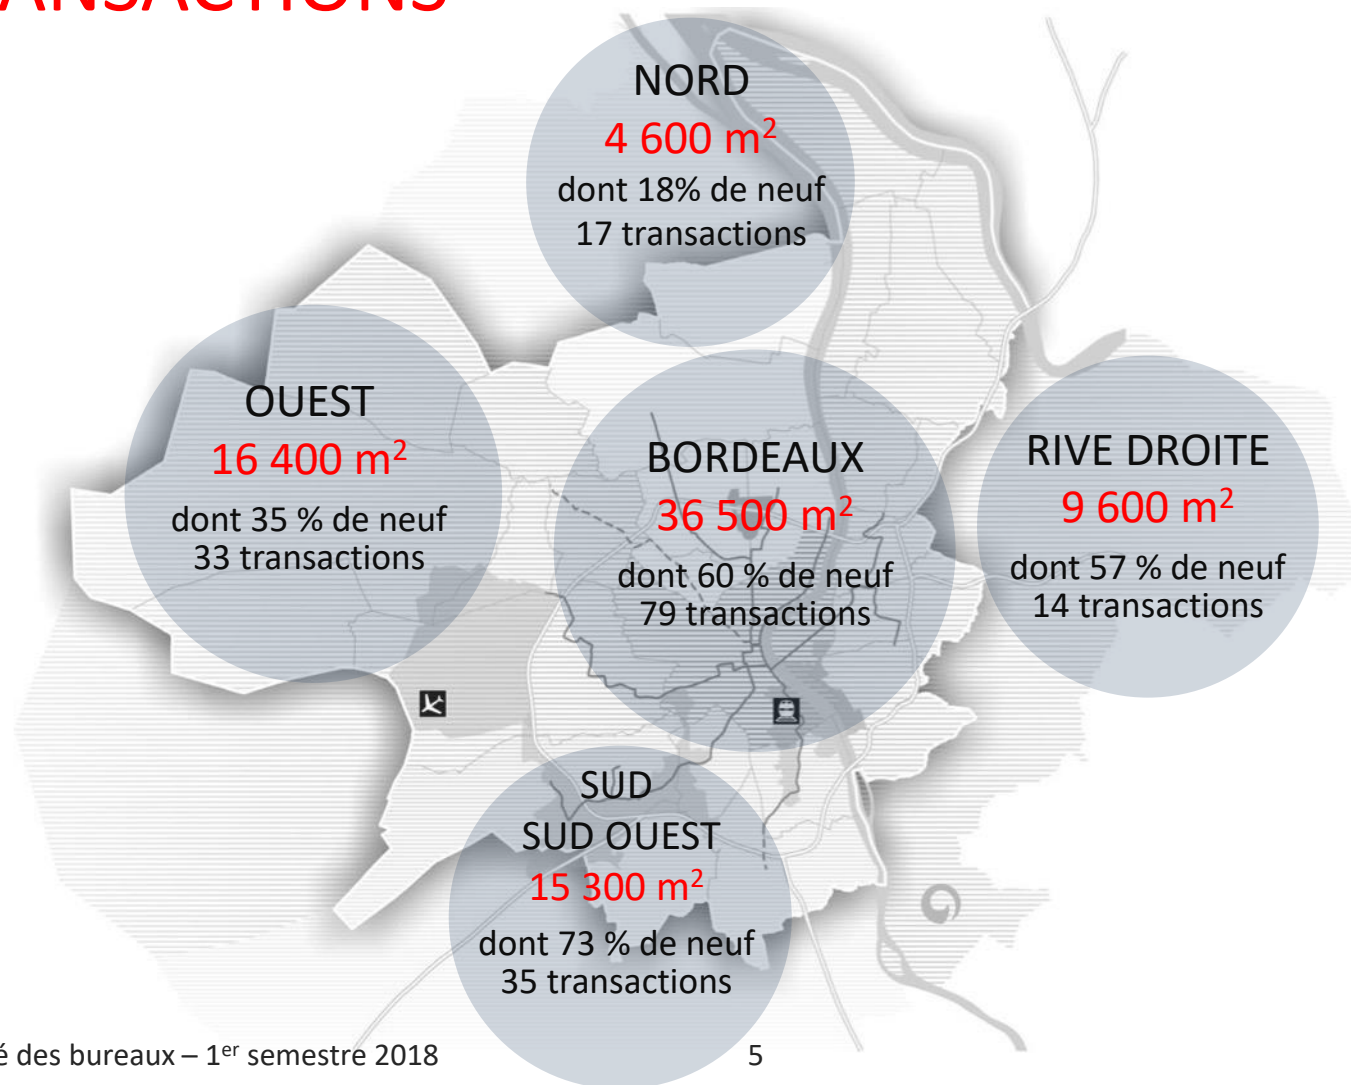 ANSACTIONS
NORD
4 600 m²
dont 18% de neuf
17 transactions
OUEST
16 400 m²
dont 35 % de neuf
33 transactions
BORDEAUX
36 500 m²
dont 60 % de neuf
79 transactions
RIVE DROITE
9 600 m²
dont 57 % de neuf
14 transactions
SUD
SUD OUEST
15 300 m²
dont 73 % de neuf
35 transactions
é des bureaux – 1er semestre 2018
5